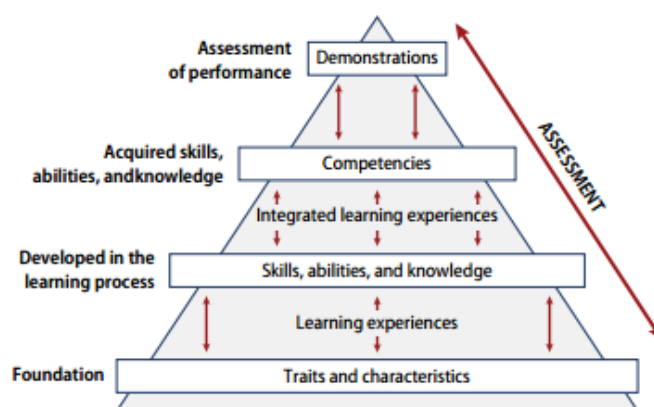 Assessment
of performance
Demonstrations
ASSESSMENT
Acquired skills,
abilities, andknowledge
Competencies
Integrated learning experiences
Developed in the
learning process
Skills, abilities, and knowledge
Learning experiences
Foundation
Traits and characteristics